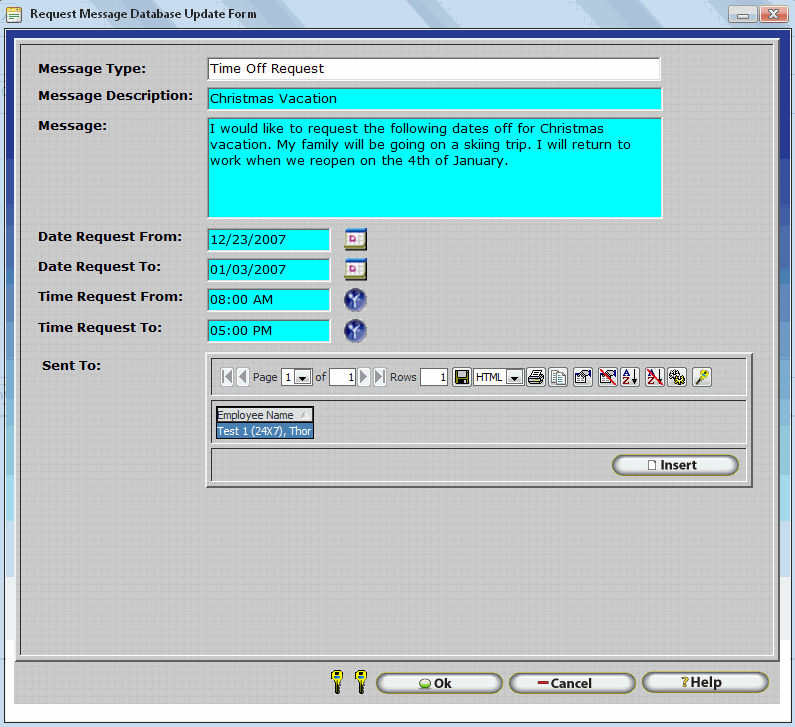 Request Message Database Update Form
Message Type: Time Off Request
Message Description: Christmas Vacation
Message: I would like to request the following dates off for Christmas
vacation. My family will be going on a skiing trip. I will return to
work when we reopen on the 4th of January.
Date Request From: 12/23/2007
Date Request To: 01/03/2007
Time Request From: 08:00 AM
Time Request To: 05:00 PM
Sent To:
Page 1 of 1 Rows 1 HTML
Employee Name
Test 1 (24X7), Thor
Insert
Ok Cancel Help